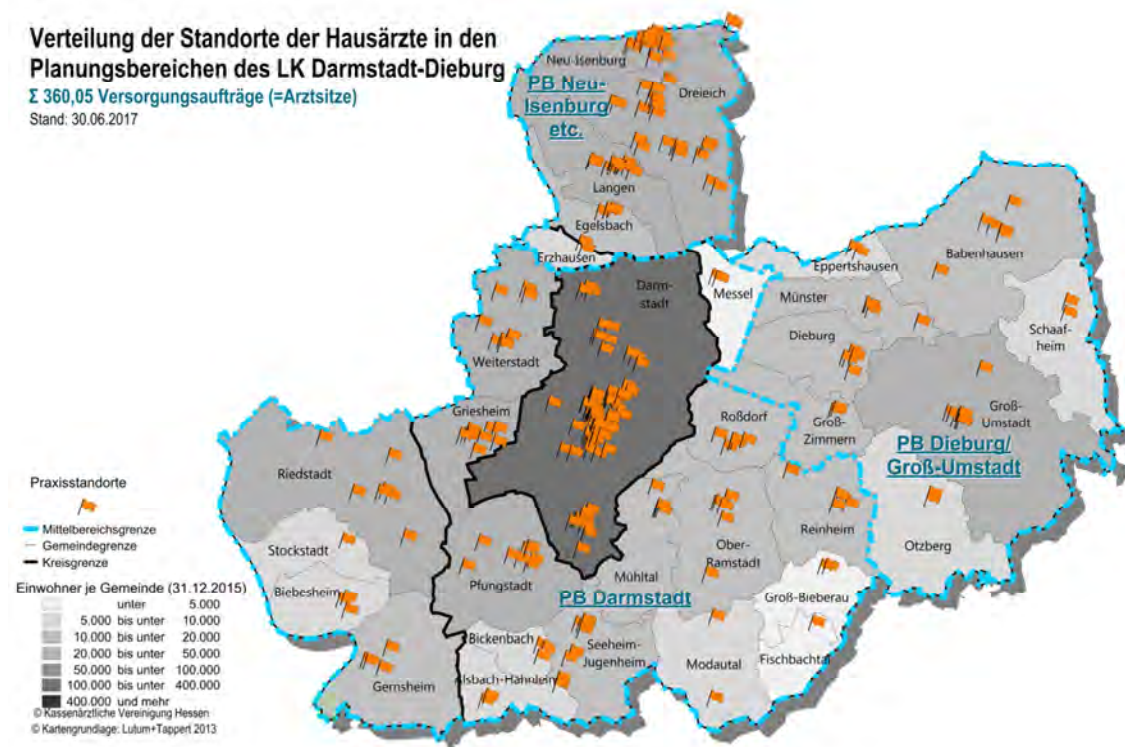 Verteilung der Standorte der Hausärzte in den
Planungsbereichen des LK Darmstadt-Dieburg
Σ 360,05 Versorgungsaufträge (=Arztsitze)
Stand: 30.06.2017
Neu-Isenburg
PB Neu-
Isenburg
etc.
Dreieich
Langen
Egelsbach
Erzhausen
Darm-
stadt
Messel
Eppertshausen
Babenhausen
Münster
Schaaf-
heim
Dieburg
Weiterstadt
Griesheim
Roßdorf
Groß-
Zimmern
Groß-
Umstadt
PB Dieburg/
Groß-Umstadt
Riedstadt
Reinheim
Otzberg
Stockstadt
Ober-
Ramstadt
Biebesheim
Pfungstadt
Mühltal
PB Darmstadt
Groß-Bieberau
Bickenbach
Seeheim-
Jugenheim
Modautal
Fischbachtal
Alsbach-Hähnlein
Gernsheim
Praxisstandorte
Mittelbereichsgrenze
Gemeindegrenze
Kreisgrenze
Einwohner je Gemeinde (31.12.2015)
unter 5.000
5.000 bis unter 10.000
10.000 bis unter 20.000
20.000 bis unter 50.000
50.000 bis unter 100.000
100.000 bis unter 400.000
400.000 und mehr
© Kassenärztliche Vereinigung Hessen
© Kartengrundlage: Lutum+Tappert 2013